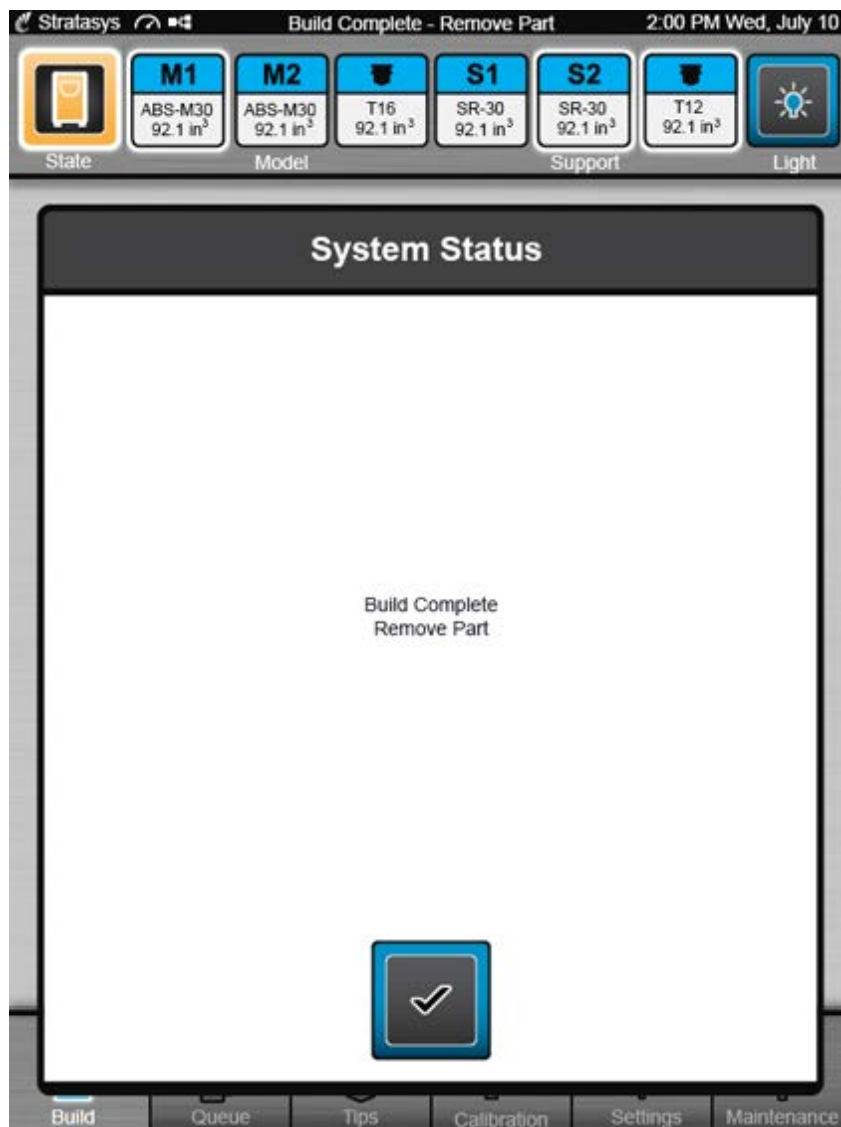 Stratasys Build Complete - Remove Part 2:00 PM Wed, July 10
M1 M2 S1 S2
ABS-M30 ABS-M30 T16 SR-30 SR-30 T12
92.1 in³ 92.1 in³ 92.1 in³ 92.1 in³ 92.1 in³ 92.1 in³
State Model Support Light
System Status
Build Complete
Remove Part
Build Queue Tips Calibration Settings Maintenance